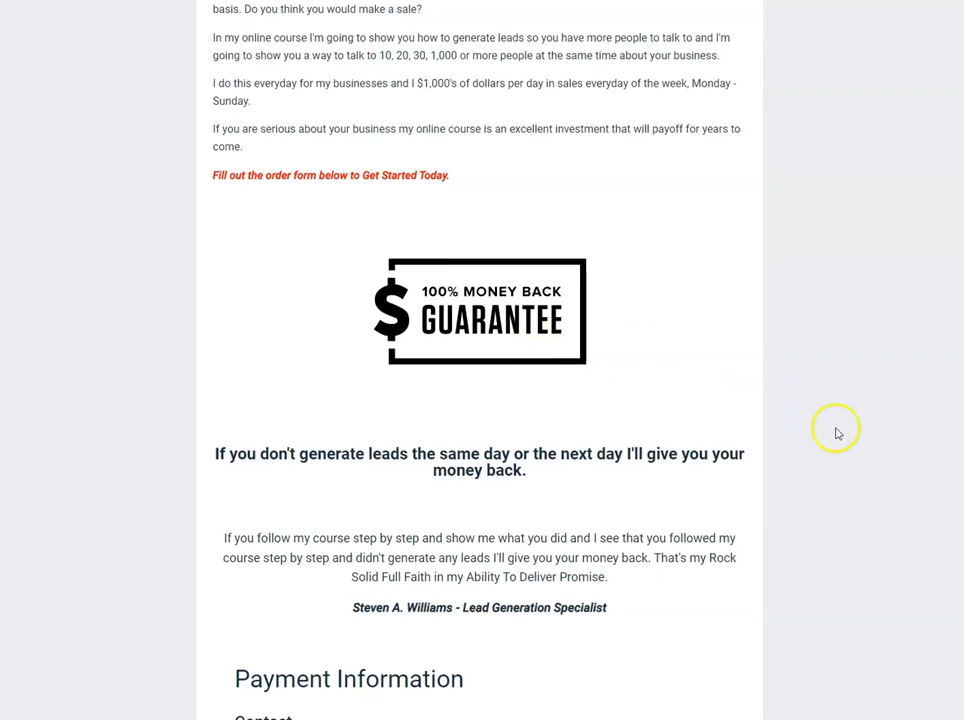 basis. Do you think you would make a sale?
In my online course I'm going to show you how to generate leads so you have more people to talk to and I'm
going to show you a way to talk to 10, 20, 30, 1,000 or more people at the same time about your business.
I do this everyday for my businesses and I $1,000's of dollars per day in sales everyday of the week, Monday -
Sunday.
If you are serious about your business my online course is an excellent investment that will payoff for years to
come.
Fill out the order form below to Get Started Today.
$ 100% MONEY BACK
GUARANTEE
If you don't generate leads the same day or the next day I'll give you your
money back.
If you follow my course step by step and show me what you did and I see that you followed my
course step by step and didn't generate any leads I'll give you your money back. That's my Rock
Solid Full Faith in my Ability To Deliver Promise.
Steven A. Williams - Lead Generation Specialist
Payment Information
Contact